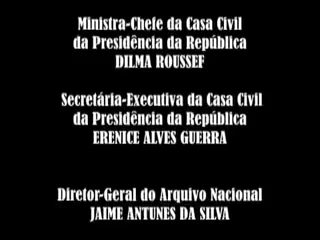 Ministra-Chefe da Casa Civil
da Presidência da República
DILMA ROUSSEF
Secretária-Executiva da Casa Civil
da Presidência da República
ERENICE ALVES GUERRA
Diretor-Geral do Arquivo Nacional
JAIME ANTUNES DA SILVA